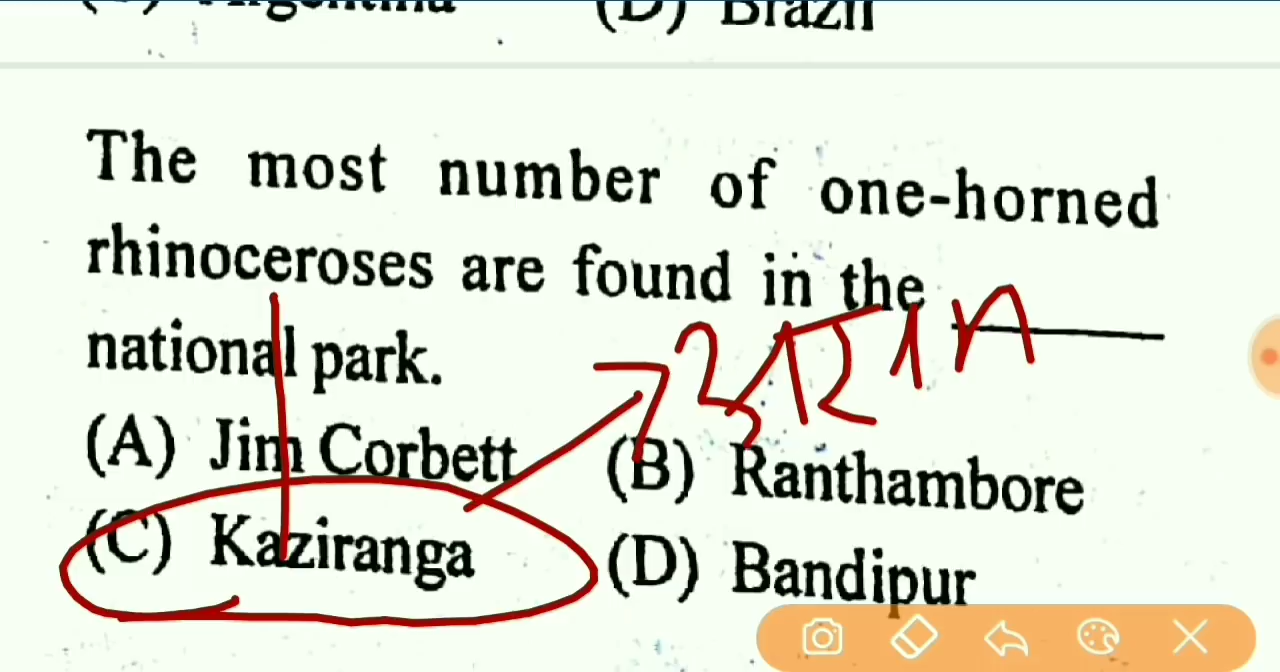 Argentina (D) Brazil
The most number of one-horned
rhinoceroses are found in the
national park.
(A) Jim Corbett (B) Ranthambore
(C) Kaziranga (D) Bandipur